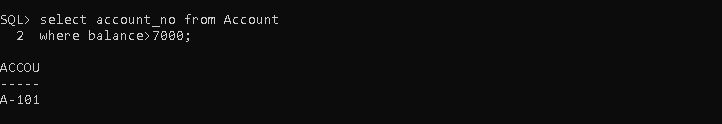 SQL> select account_no from Account
  2  where balance>7000;
ACCOU
-----
A-101